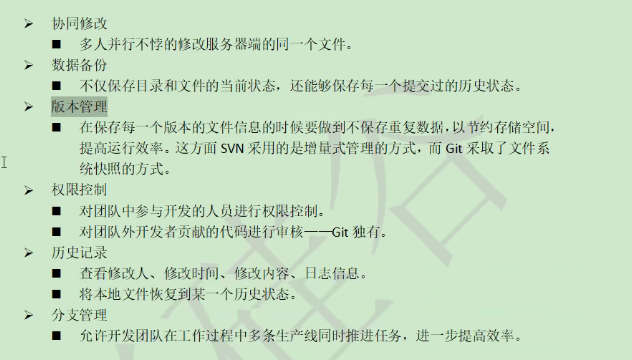 协同修改
多人并行不悖的修改服务器端的同一个文件。
数据备份
不仅保存目录和文件的当前状态，还能够保存每一个提交过的历史状态。
版本管理
在保存每一个版本的文件信息的时候要做到不保存重复数据，以节约存储空间，
提高运行效率。这方面 SVN 采用的是增量式管理的方式，而 Git 采取了文件系
统快照的方式。
权限控制
对团队中参与开发的人员进行权限控制。
对团队外开发者贡献的代码进行审核——Git 独有。
历史记录
查看修改人、修改时间、修改内容、日志信息。
将本地文件恢复到某一个历史状态。
分支管理
允许开发团队在工作过程中多条生产线同时推进任务，进一步提高效率。